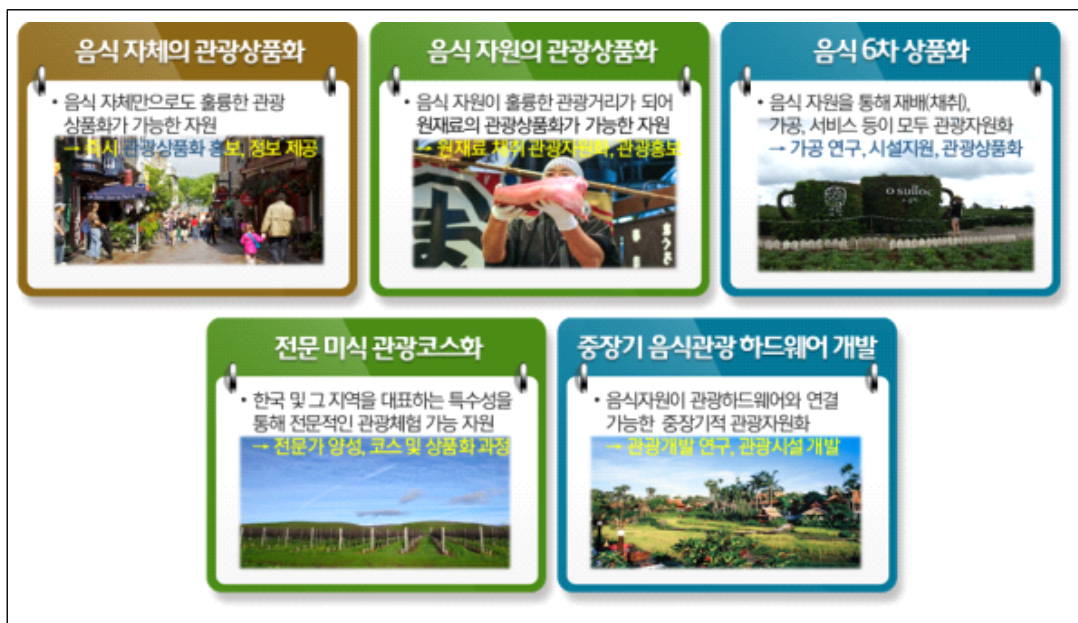 음식 자체의 관광상품화
• 음식 자체만으로도 훌륭한 관광
상품화가 가능한 자원
→ 즉시 관광상품화 홍보, 정보 제공
음식 자원의 관광상품화
• 음식 자원이 훌륭한 관광거리가 되어
원재료의 관광상품화가 가능한 자원
→ 원재료 채취 관광자원화, 관광홍보
음식 6차 상품화
• 음식 자원을 통해 재배(채취),
가공, 서비스 등이 모두 관광자원화
→ 가공 연구, 시설지원, 관광상품화
o sulloc
전문 미식 관광코스화
• 한국 및 그 지역을 대표하는 특수성을
통해 전문적인 관광체험 가능 자원
→ 전문가 양성, 코스 및 상품화 과정
중장기 음식관광 하드웨어 개발
• 음식자원이 관광하드웨어와 연결
가능한 중장기적 관광자원화
→ 관광개발 연구, 관광시설 개발